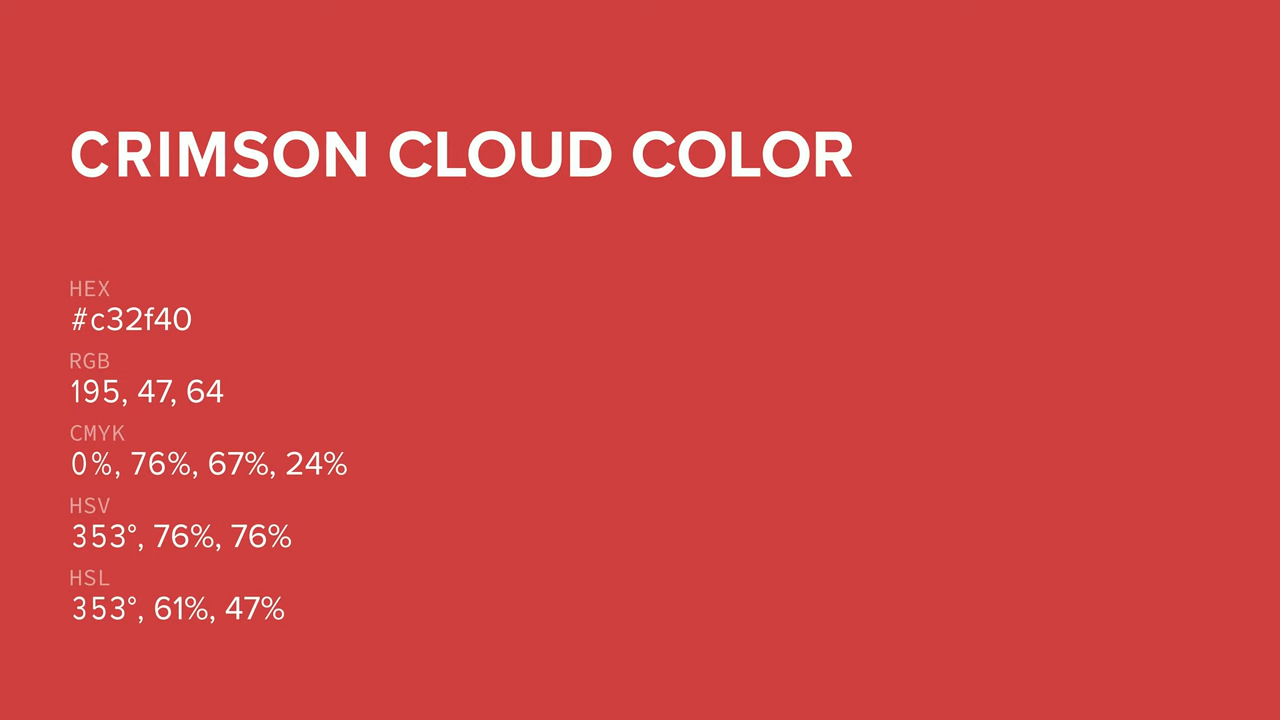 CRIMSON CLOUD COLOR
HEX
#c32f40
RGB
195, 47, 64
CMYK
0%, 76%, 67%, 24%
HSV
353°, 76%, 76%
HSL
353°, 61%, 47%